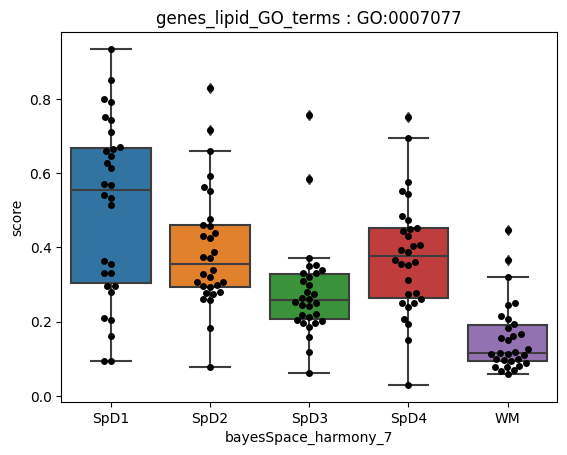 genes_lipid_GO_terms : GO:0007077
score
0.8
0.6
0.4
0.2
0.0
SpD1 SpD2 SpD3 SpD4 WM
bayesSpace_harmony_7